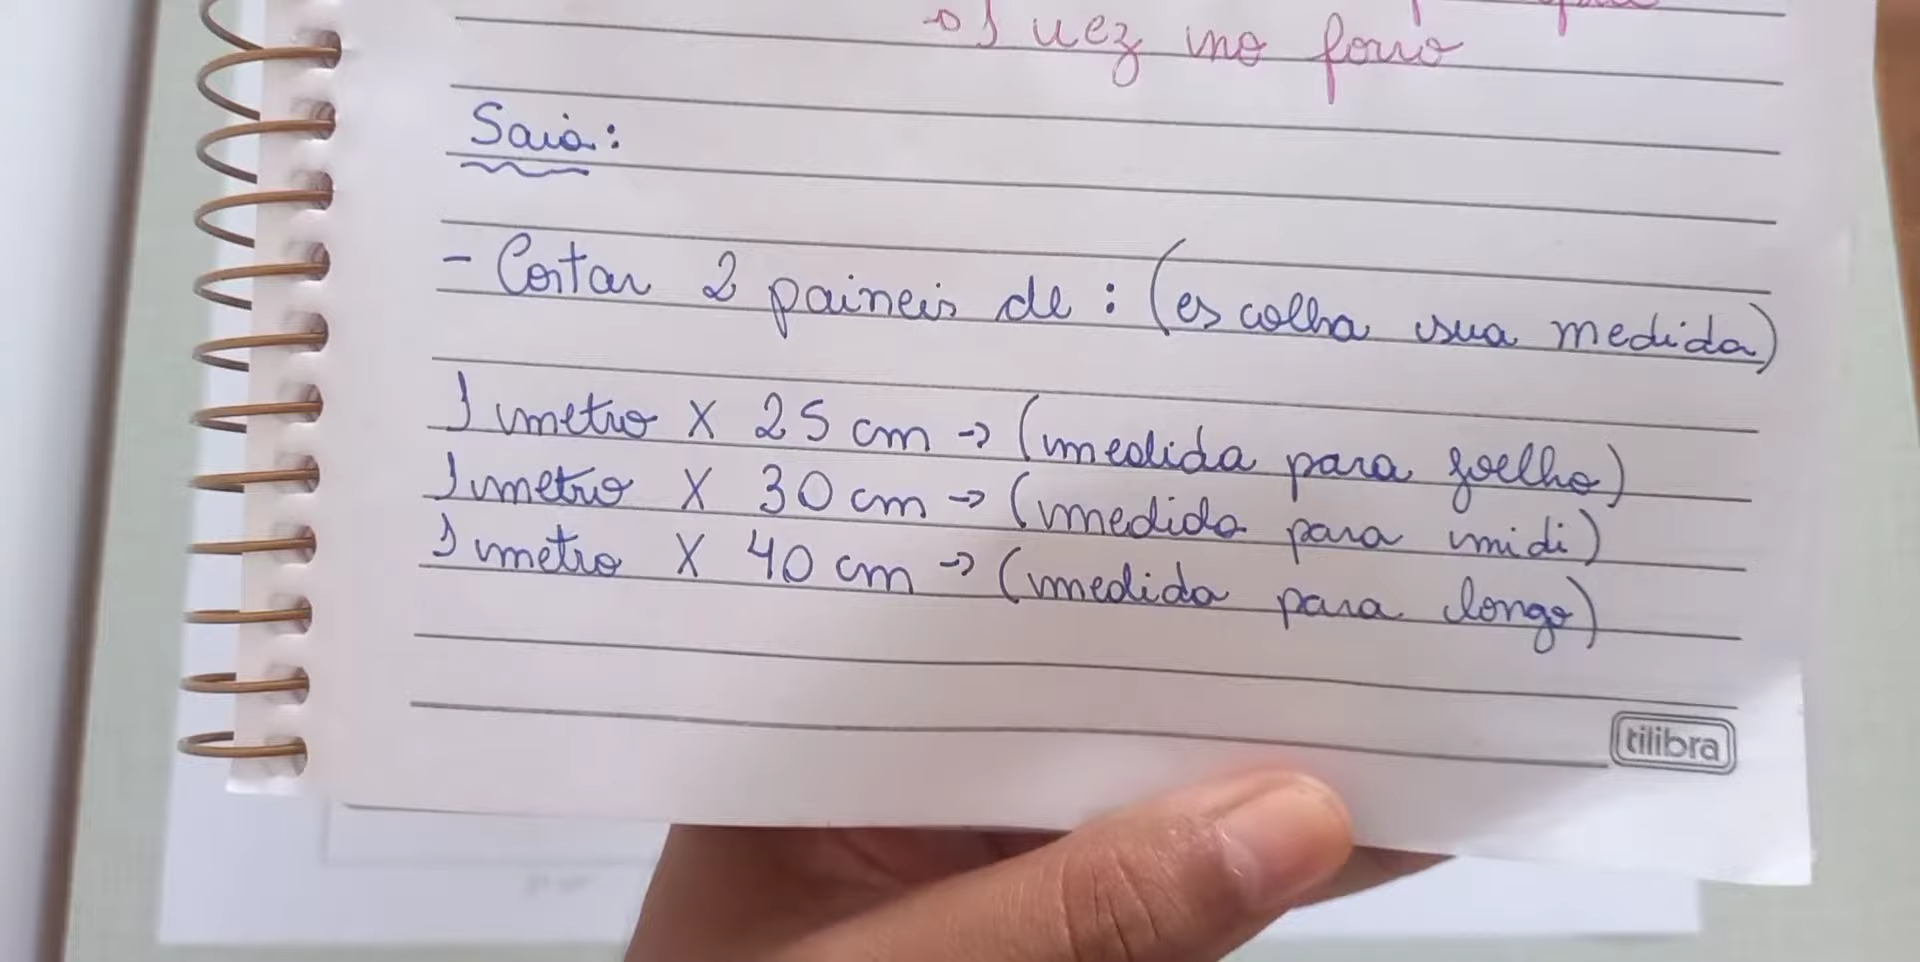 → 1 vez no forro
Saia:
- Cortar 2 paineis de : (escolha sua medida)
1 metro X 25 cm → (medida para joelho)
1 metro X 30 cm → (medida para midi)
1 metro X 40 cm → (medida para longo)
tilibra